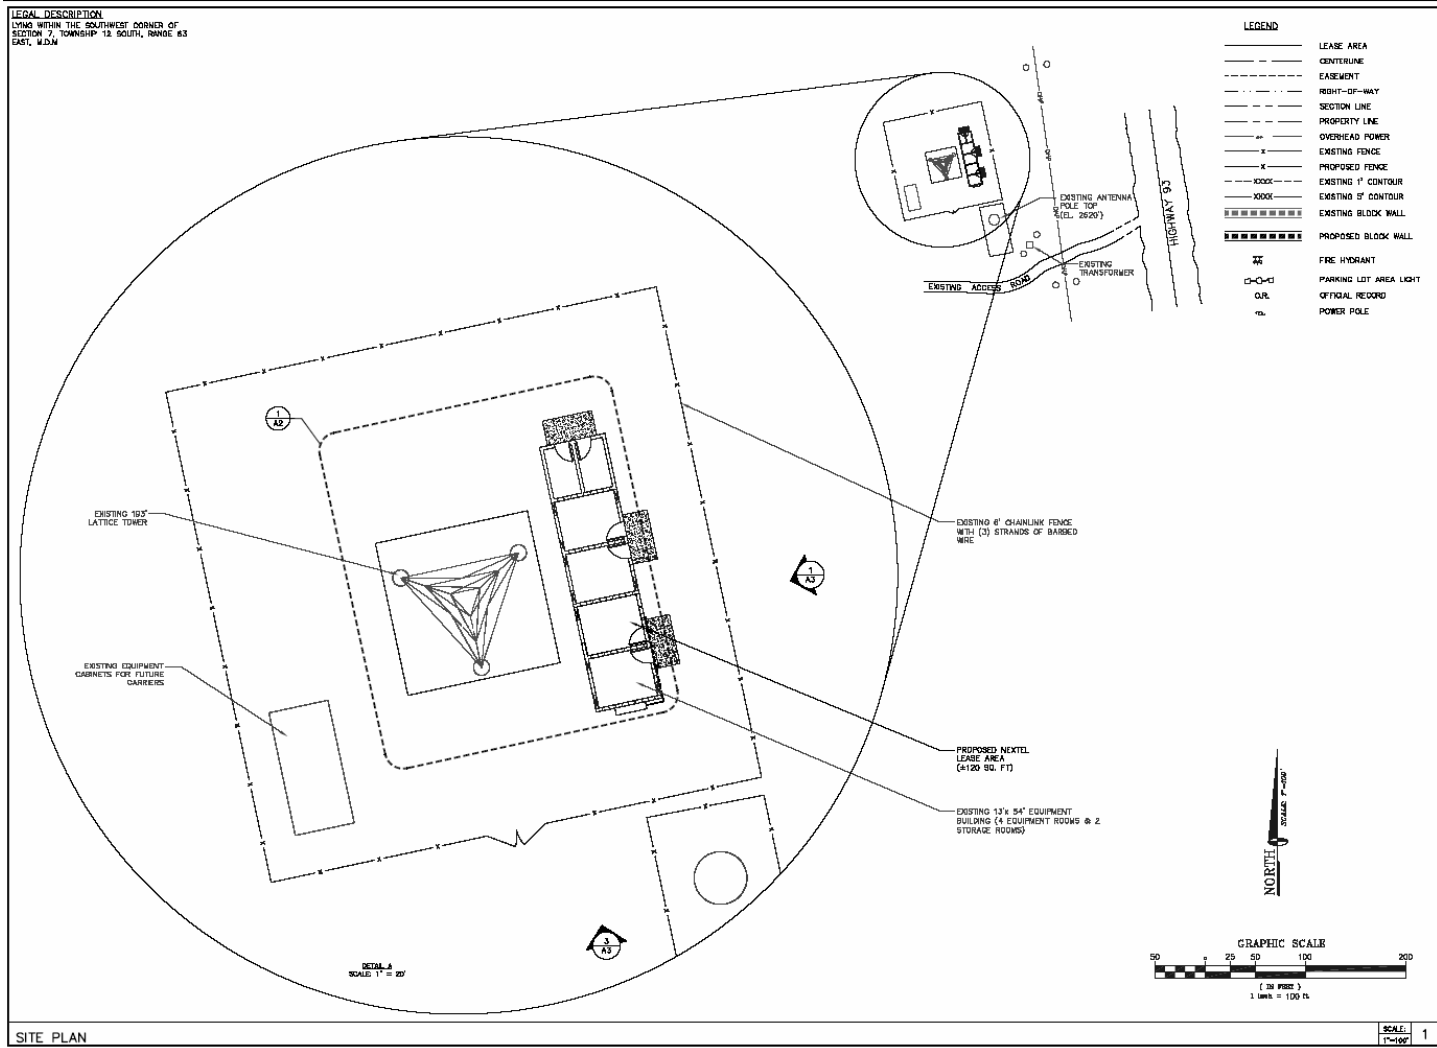 LEGAL DESCRIPTION
LYING WITHIN THE SOUTHWEST CORNER OF
SECTION 7, TOWNSHIP 12 SOUTH, RANGE 63
EAST, M.D.M
LEGEND
LEASE AREA
CENTERLINE
EASEMENT
RIGHT-OF-WAY
SECTION LINE
PROPERTY LINE
OVERHEAD POWER
EXISTING FENCE
PROPOSED FENCE
XXXX EXISTING 1' CONTOUR
XXXX EXISTING 5' CONTOUR
EXISTING BLOCK WALL
PROPOSED BLOCK WALL
FIRE HYDRANT
PARKING LOT AREA LIGHT
O.R. OFFICIAL RECORD
POWER POLE
EXISTING ANTENNA
POLE TOP
(EL. 2620')
HIGHWAY 93
EXISTING
TRANSFORMER
EXISTING ACCESS ROAD
1
A2
EXISTING 193'
LATTICE TOWER
EXISTING 6' CHAINLINK FENCE
WITH (3) STRANDS OF BARBED
WIRE
1
A3
EXISTING EQUIPMENT
CABINETS FOR FUTURE
CARRIERS
PROPOSED NEXTEL
LEASE AREA
(±120 SQ. FT)
EXISTING 13'x 54' EQUIPMENT
BUILDING (4 EQUIPMENT ROOMS & 2
STORAGE ROOMS)
3
A3
DETAIL A
SCALE 1" = 20'
NORTH
SCALE: 1"=100'
GRAPHIC SCALE
50 0 25 50 100 200
( IN FEET )
1 inch = 100 ft.
SITE PLAN
SCALE:
1"=100'
1